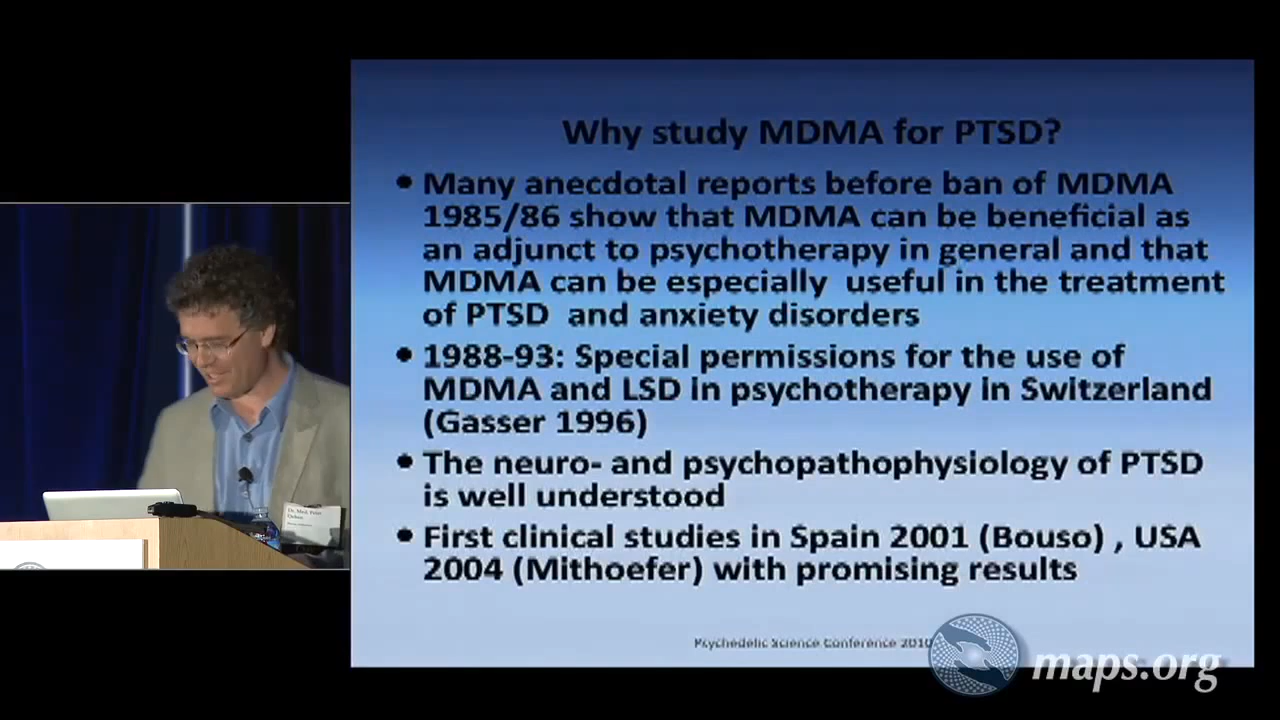 Why study MDMA for PTSD?
• Many anecdotal reports before ban of MDMA
1985/86 show that MDMA can be beneficial as
an adjunct to psychotherapy in general and that
MDMA can be especially useful in the treatment
of PTSD and anxiety disorders
• 1988-93: Special permissions for the use of
MDMA and LSD in psychotherapy in Switzerland
(Gasser 1996)
• The neuro- and psychopathophysiology of PTSD
is well understood
• First clinical studies in Spain 2001 (Bouso) , USA
2004 (Mithoefer) with promising results
Psychedelic Science Conference 2010
maps.org
Dr. Med. Peter